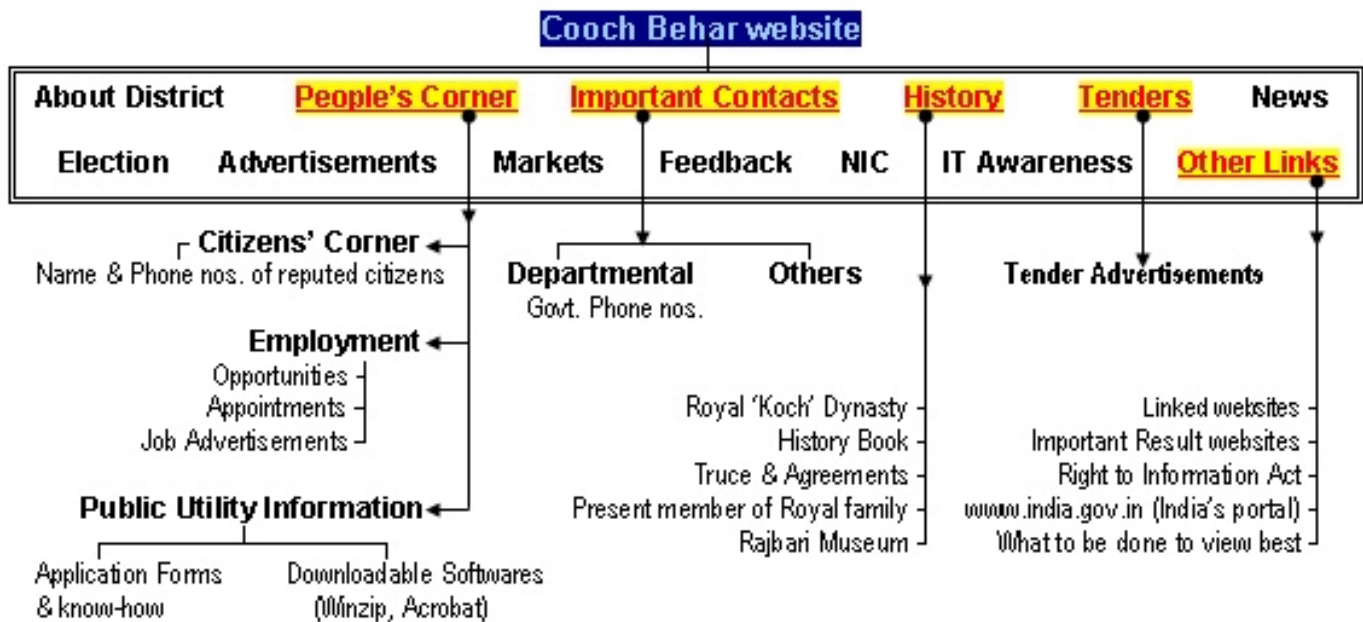 Cooch Behar website
About District People's Corner Important Contacts History Tenders News
Election Advertisements Markets Feedback NIC IT Awareness Other Links
Citizens' Corner
Name & Phone nos. of reputed citizens
Employment
Opportunities
Appointments
Job Advertisements
Public Utility Information
Application Forms
& know-how
Downloadable Softwares
(Winzip, Acrobat)
Departmental
Govt. Phone nos.
Others
Royal 'Koch' Dynasty
History Book
Truce & Agreements
Present member of Royal family
Rajbari Museum
Tender Advertisements
Linked websites
Important Result websites
Right to Information Act
www.india.gov.in (India's portal)
What to be done to view best